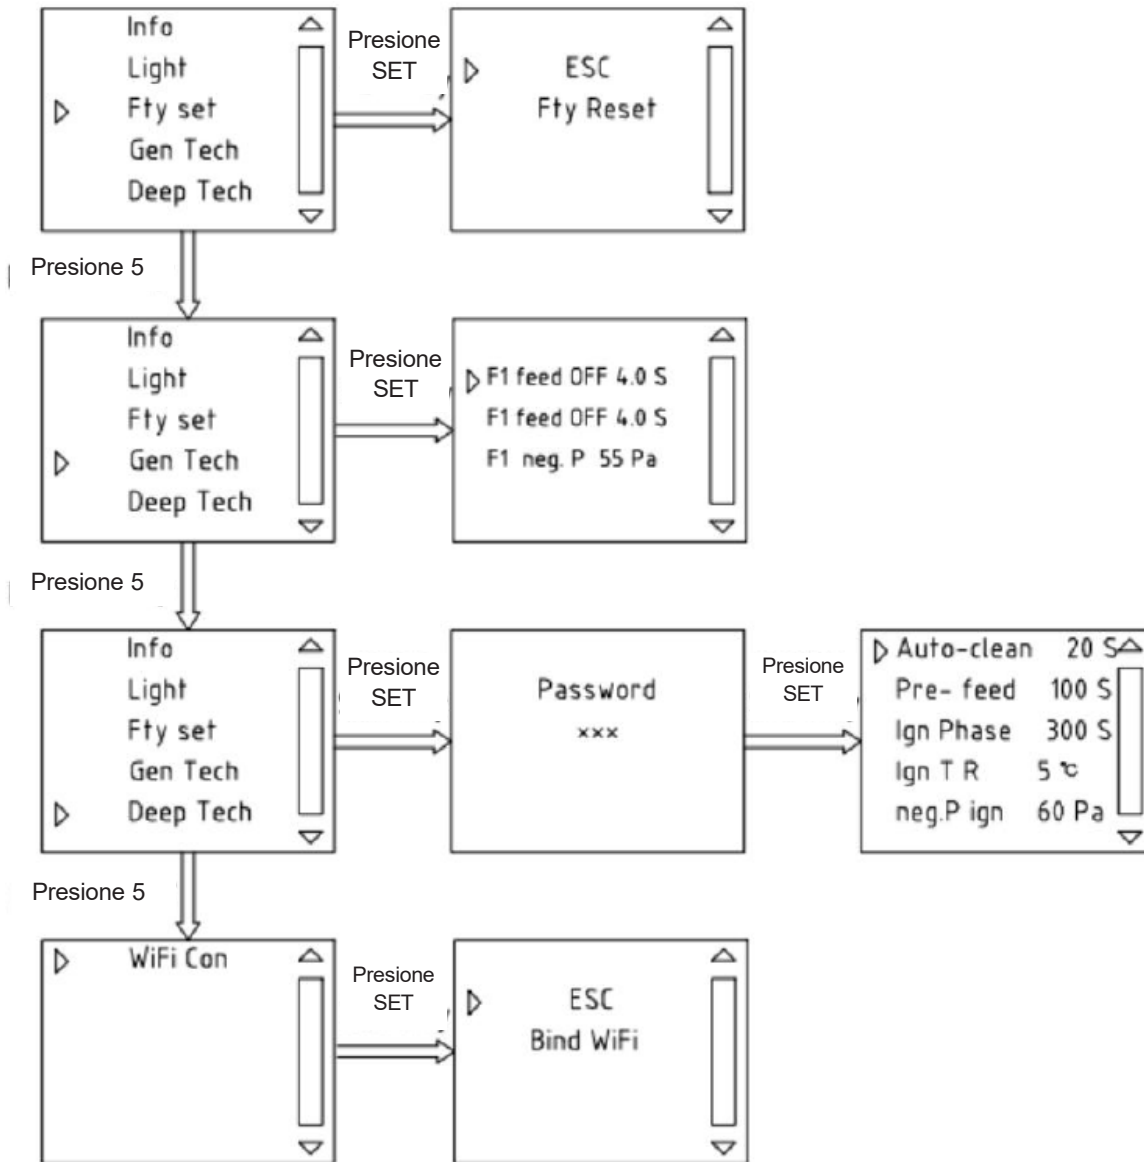 Info
Light
Fty set
Gen Tech
Deep Tech
Presione
SET
ESC
Fty Reset
Presione 5
Info
Light
Fty set
Gen Tech
Deep Tech
Presione
SET
F1 feed OFF 4.0 S
F1 feed OFF 4.0 S
F1 neg. P 55 Pa
Presione 5
Info
Light
Fty set
Gen Tech
Deep Tech
Presione
SET
Password
×××
Presione
SET
Auto-clean 20 S
Pre- feed 100 S
Ign Phase 300 S
Ign T R 5 ℃
neg.P ign 60 Pa
Presione 5
WiFi Con
Presione
SET
ESC
Bind WiFi